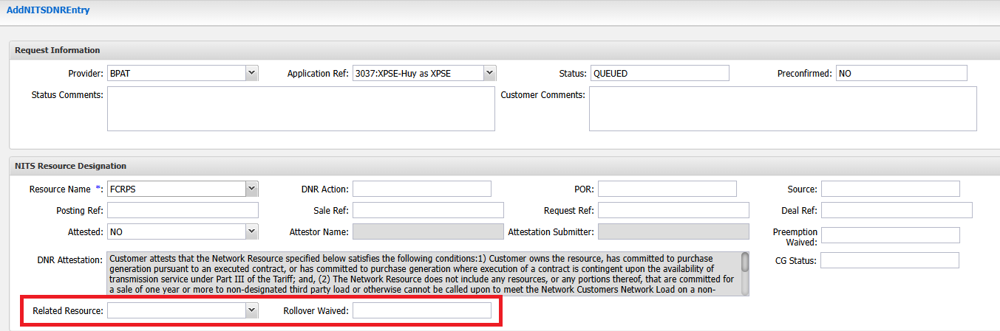 AddNITSDNREntry
Request Information
Provider: BPAT Application Ref: 3037:XPSE-Huy as XPSE Status: QUEUED Preconfirmed: NO
Status Comments: Customer Comments:
NITS Resource Designation
Resource Name *: FCRPS DNR Action: POR: Source:
Posting Ref: Sale Ref: Request Ref: Deal Ref:
Attested: NO Attestor Name: Attestation Submitter: Preemption
Waived:
DNR Attestation: Customer attests that the Network Resource specified below satisfies the following conditions:1) Customer owns the resource, has committed to purchase CG Status:
generation pursuant to an executed contract, or has committed to purchase generation where execution of a contract is contingent upon the availability of
transmission service under Part III of the Tariff; and, (2) The Network Resource does not include any resources, or any portions thereof, that are committed for
a sale of one year or more to non-designated third party load or otherwise cannot be called upon to meet the Network Customers Network Load on a non-
Related Resource: Rollover Waived: